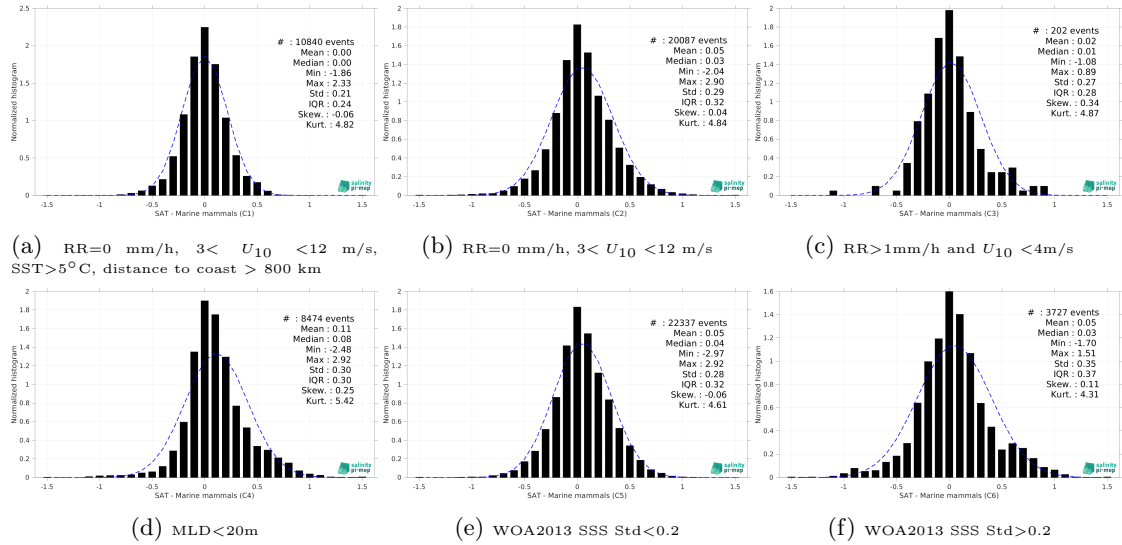 2.5
2
1.5
1
0.5
0
Normalized histogram
# : 10840 events
Mean : 0.00
Median : 0.00
Min : -1.86
Max : 2.33
Std : 0.21
IQR : 0.24
Skew. : -0.06
Kurt. : 4.82
salinity
pi-mep
-1.5 -1 -0.5 0 0.5 1 1.5
SAT - Marine mammals (C1)
(a) RR=0 mm/h, 3< U10 <12 m/s,
SST>5°C, distance to coast > 800 km
2
1.8
1.6
1.4
1.2
1
0.8
0.6
0.4
0.2
0
Normalized histogram
# : 20087 events
Mean : 0.05
Median : 0.03
Min : -2.04
Max : 2.90
Std : 0.29
IQR : 0.32
Skew. : 0.04
Kurt. : 4.84
salinity
pi-mep
-1.5 -1 -0.5 0 0.5 1 1.5
SAT - Marine mammals (C2)
(b) RR=0 mm/h, 3< U10 <12 m/s
2
1.8
1.6
1.4
1.2
1
0.8
0.6
0.4
0.2
0
Normalized histogram
# : 202 events
Mean : 0.02
Median : 0.01
Min : -1.08
Max : 0.89
Std : 0.27
IQR : 0.28
Skew. : 0.34
Kurt. : 4.87
salinity
pi-mep
-1.5 -1 -0.5 0 0.5 1 1.5
SAT - Marine mammals (C3)
(c) RR>1mm/h and U10 <4m/s
2
1.8
1.6
1.4
1.2
1
0.8
0.6
0.4
0.2
0
Normalized histogram
# : 8474 events
Mean : 0.11
Median : 0.08
Min : -2.48
Max : 2.92
Std : 0.30
IQR : 0.30
Skew. : 0.25
Kurt. : 5.42
salinity
pi-mep
-1.5 -1 -0.5 0 0.5 1 1.5
SAT - Marine mammals (C4)
(d) MLD<20m
2
1.8
1.6
1.4
1.2
1
0.8
0.6
0.4
0.2
0
Normalized histogram
# : 22337 events
Mean : 0.05
Median : 0.04
Min : -2.97
Max : 2.92
Std : 0.28
IQR : 0.32
Skew. : -0.06
Kurt. : 4.61
salinity
pi-mep
-1.5 -1 -0.5 0 0.5 1 1.5
SAT - Marine mammals (C5)
(e) WOA2013 SSS Std<0.2
1.6
1.4
1.2
1
0.8
0.6
0.4
0.2
0
Normalized histogram
# : 3727 events
Mean : 0.05
Median : 0.03
Min : -1.70
Max : 1.51
Std : 0.35
IQR : 0.37
Skew. : 0.11
Kurt. : 4.31
salinity
pi-mep
-1.5 -1 -0.5 0 0.5 1 1.5
SAT - Marine mammals (C6)
(f) WOA2013 SSS Std>0.2